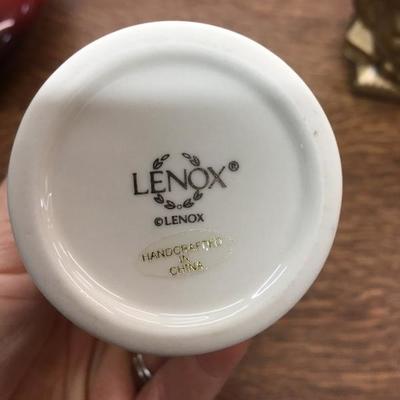 LENOX®
©LENOX
HANDCRAFTED
IN
CHINA